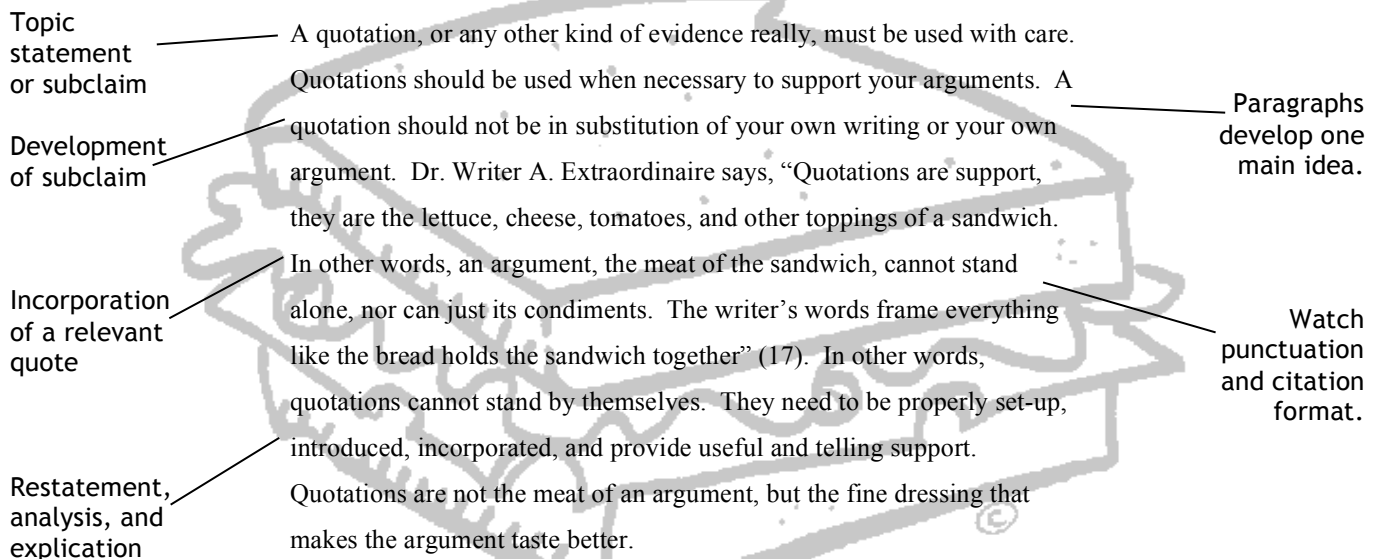 Topic
statement
or subclaim
Development
of subclaim
Incorporation
of a relevant
quote
Restatement,
analysis, and
explication
A quotation, or any other kind of evidence really, must be used with care.
Quotations should be used when necessary to support your arguments. A
quotation should not be in substitution of your own writing or your own
argument. Dr. Writer A. Extraordinaire says, “Quotations are support,
they are the lettuce, cheese, tomatoes, and other toppings of a sandwich.
In other words, an argument, the meat of the sandwich, cannot stand
alone, nor can just its condiments. The writer’s words frame everything
like the bread holds the sandwich together” (17). In other words,
quotations cannot stand by themselves. They need to be properly set-up,
introduced, incorporated, and provide useful and telling support.
Quotations are not the meat of an argument, but the fine dressing that
makes the argument taste better.
©
Paragraphs
develop one
main idea.
Watch
punctuation
and citation
format.